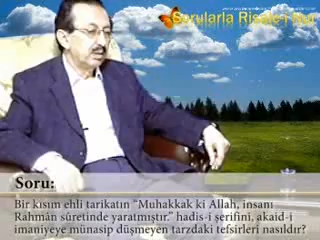 Sorularla Risale-i Nur
Soru:
Bir kısım ehli tarikatın “Muhakkak ki Allah, insanı
Rahmân sûretinde yaratmıştır.” hadis-i şerifini, akaid-i
imaniyeye münasip düşmeyen tarzdaki tefsirleri nasıldır?